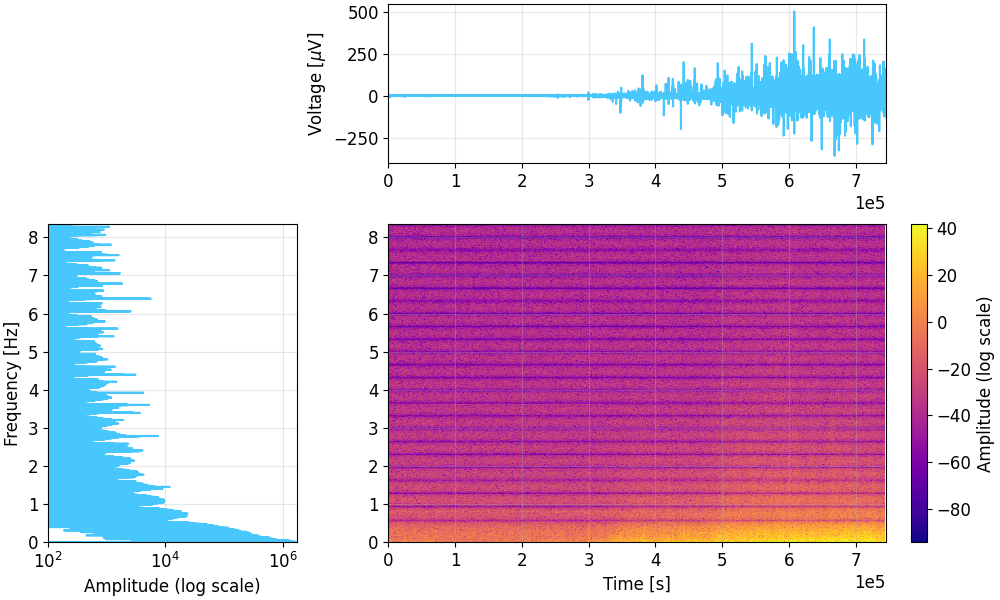 500
250
0
−250
Voltage [μV]
0 1 2 3 4 5 6 7
1e5
8
7
6
5
4
3
2
1
0
Frequency [Hz]
10² 10⁴ 10⁶
Amplitude (log scale)
8
7
6
5
4
3
2
1
0
0 1 2 3 4 5 6 7
1e5
Time [s]
40
20
0
−20
−40
−60
−80
Amplitude (log scale)